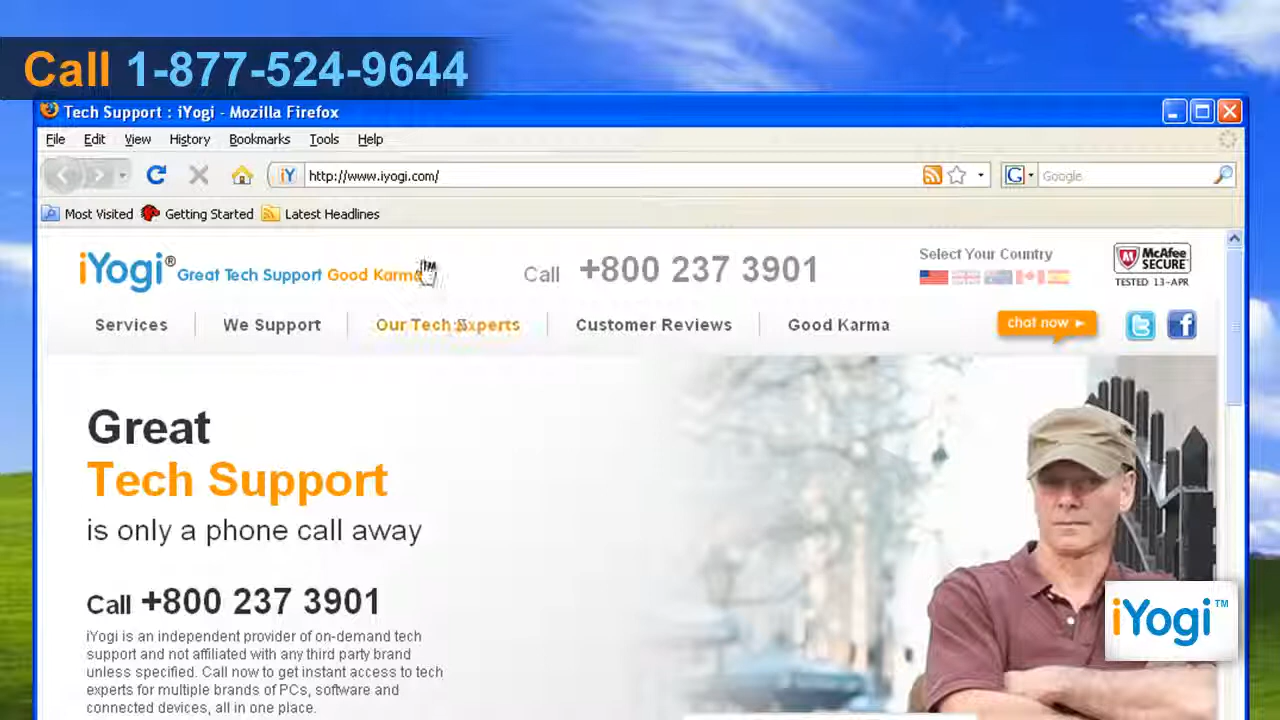 Call 1-877-524-9644
Tech Support : iYogi - Mozilla Firefox
File Edit View History Bookmarks Tools Help
iY http://www.iyogi.com/ G Google
Most Visited Getting Started Latest Headlines
iYogi® Great Tech Support Good Karma
Call +800 237 3901
Select Your Country
McAfee SECURE
TESTED 13-APR
Services We Support Our Tech Experts Customer Reviews Good Karma
chat now
Great
Tech Support
is only a phone call away
Call +800 237 3901
iYogi is an independent provider of on-demand tech
support and not affiliated with any third party brand
unless specified. Call now to get instant access to tech
experts for multiple brands of PCs, software and
connected devices, all in one place.
iYogi™